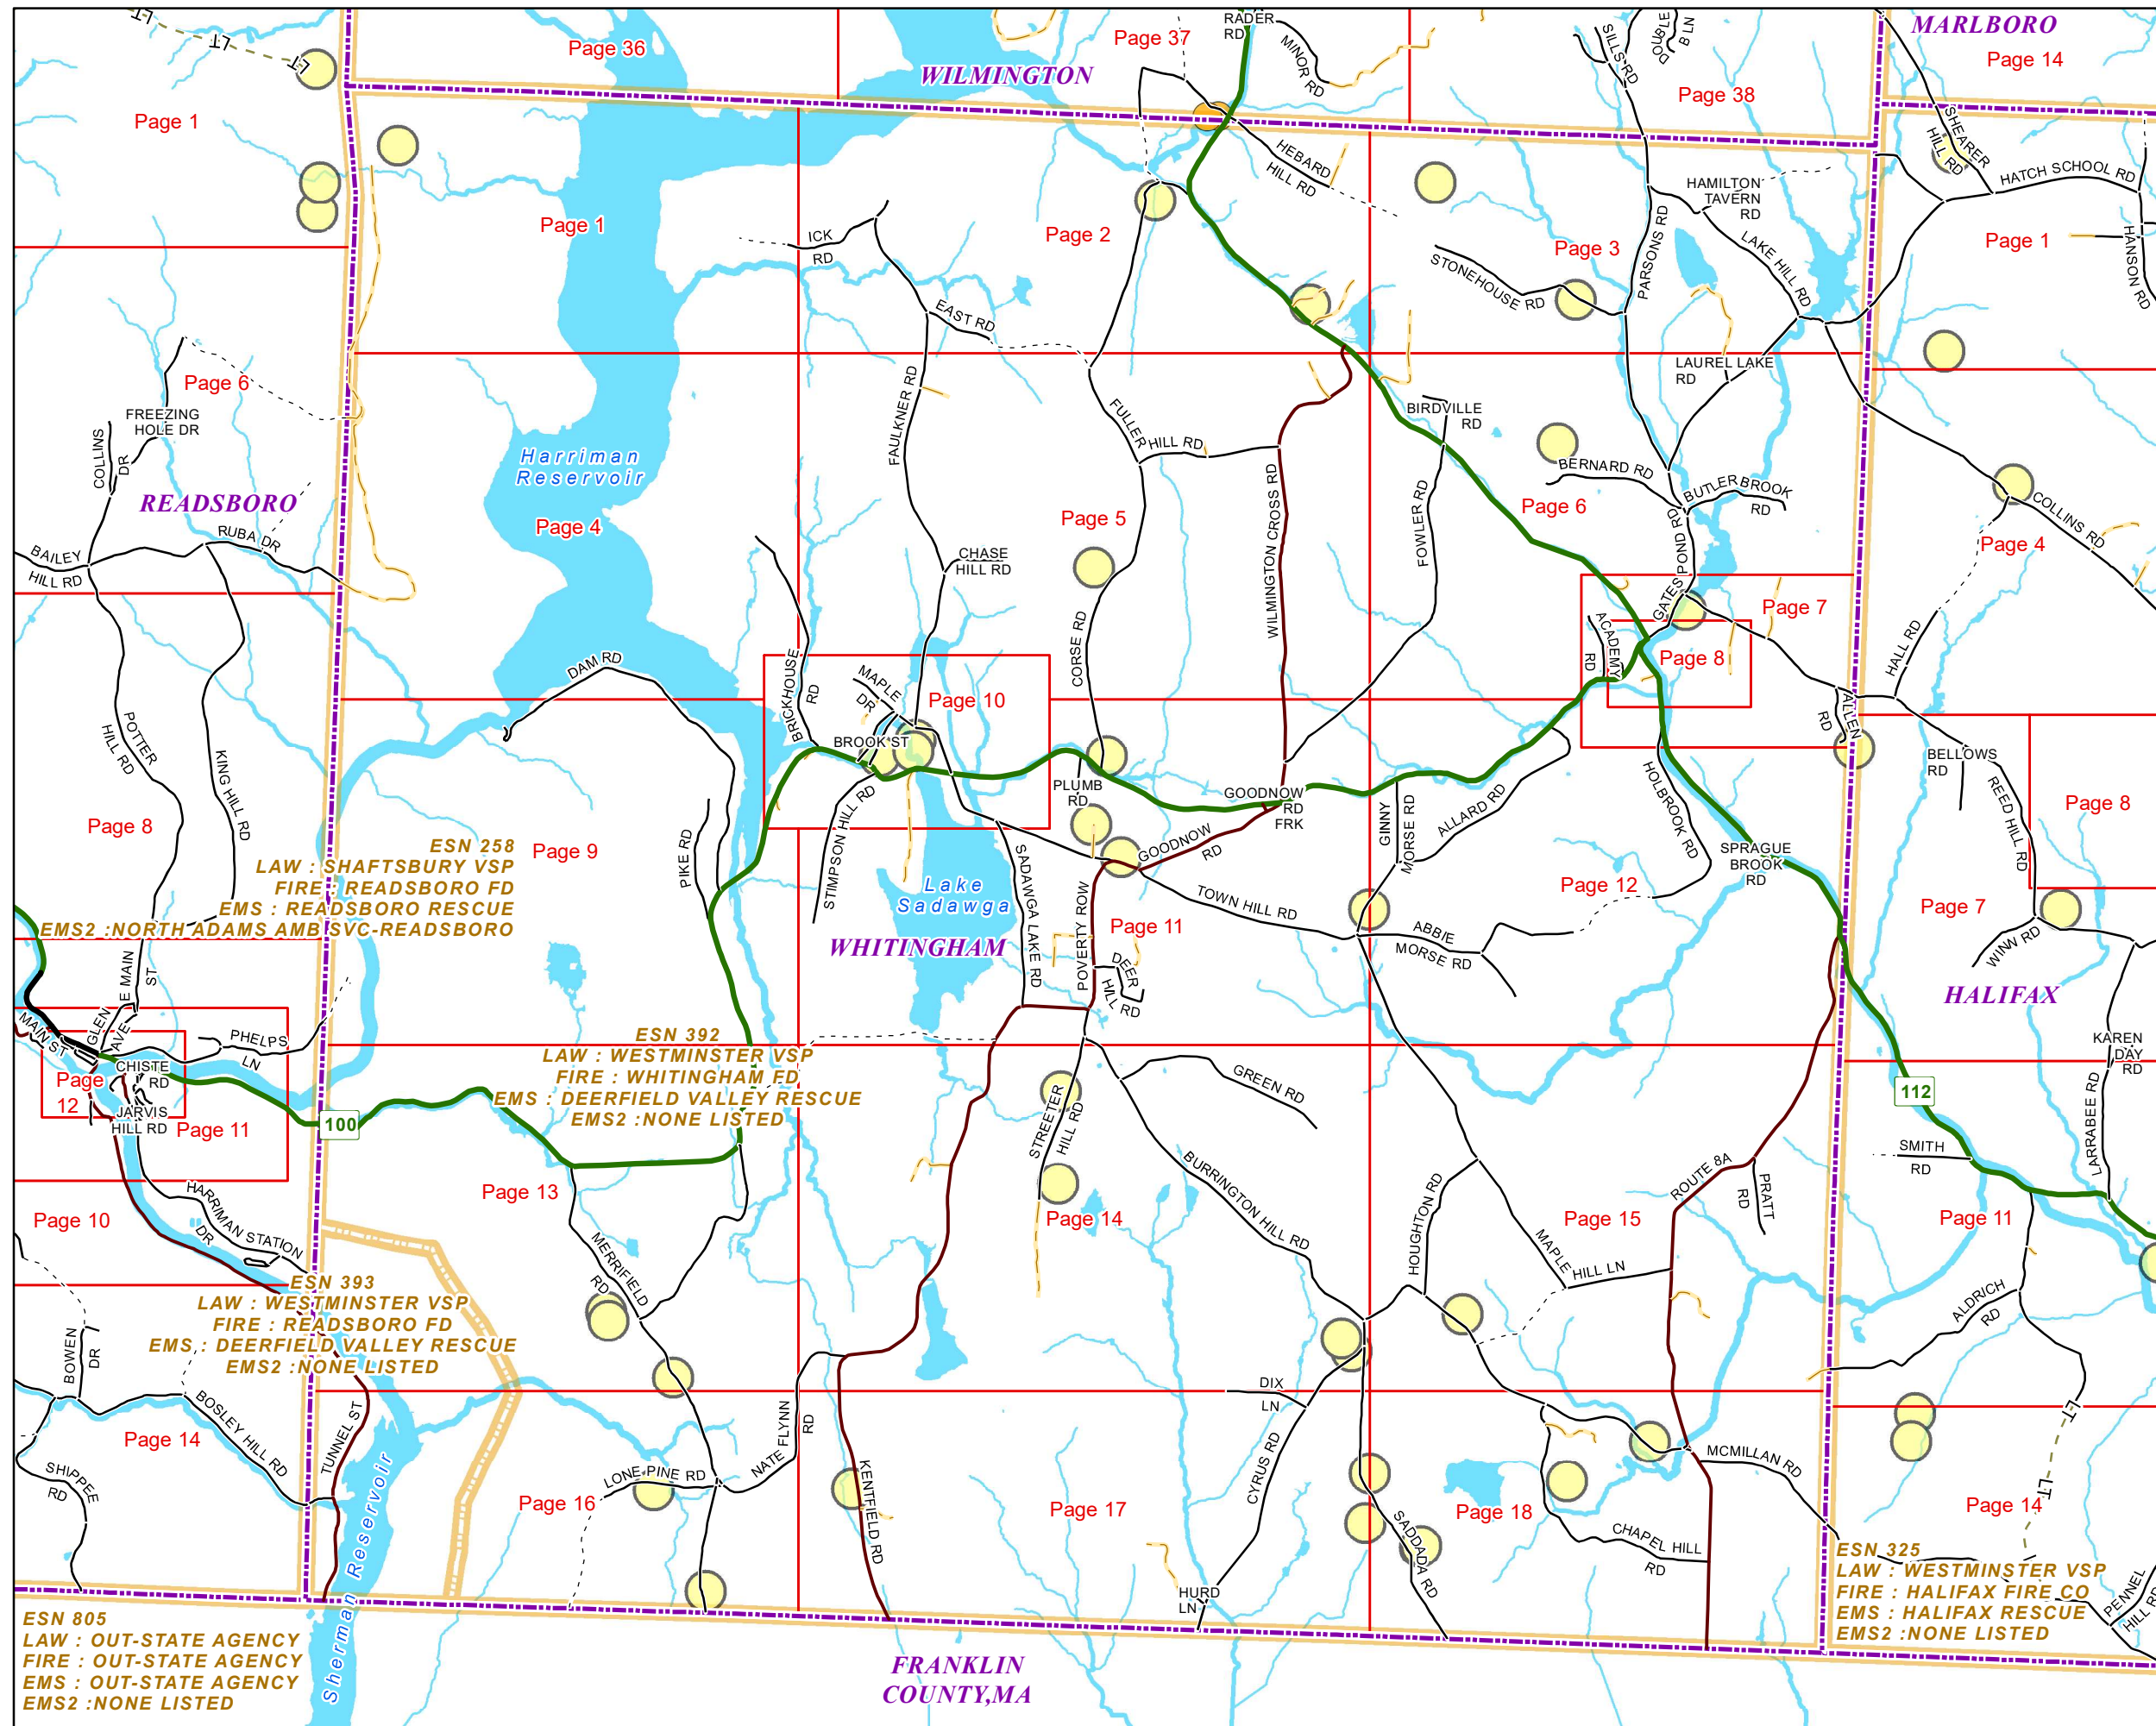 LT
LT
LT
Page 36
Page 37
RADER
RD
MINOR
RD
SILLS RD
DOUBLE
B LN
MARLBORO
Page 14
WILMINGTON
Page 38
Page 1
SHEARER
HILL RD
HEBARD
HILL RD
HATCH SCHOOL RD
HAMILTON
TAVERN
RD
Page 1
ICK
RD
Page 2
Page 3
PARSONS RD
LAKE HILL RD
Page 1
HANSON RD
STONEHOUSE RD
EAST RD
LAUREL LAKE
RD
Page 6
FREEZING
HOLE DR
COLLINS
DR
FAULKNER RD
FULLER
HILL RD
BIRDVILLE
RD
Harriman
Reservoir
Page 4
READSBORO
WILMINGTON CROSS RD
FOWLER RD
BERNARD RD
BUTLER BROOK
RD
Page 5
Page 6
COLLINS RD
Page 4
RUBA DR
BAILEY
HILL RD
CHASE
HILL RD
GATES POND RD
Page 7
ACADEMY
RD
Page 8
CORSE RD
HALL RD
DAM RD
BRICKHOUSE
RD
MAPLE
DR
Page 10
BROOK ST
ALLEN
RD
POTTER
HILL RD
KING HILL RD
BELLOWS
RD
REED HILL RD
Page 8
PLUMB
RD
GOODNOW
RD
FRK
STIMPSON HILL RD
GINNY
MORSE RD
ALLARD RD
HOLBROOK RD
Page 8
PIKE RD
Page 9
GOODNOW
RD
SPRAGUE
BROOK
RD
ESN 258
LAW : SHAFTSBURY VSP
FIRE : READSBORO FD
EMS : READSBORO RESCUE
EMS2 :NORTH ADAMS AMB SVC-READSBORO
Lake
Sadawga
SADAWGA LAKE RD
POVERTY ROW
TOWN HILL RD
Page 12
Page 7
Page 11
ABBIE
MORSE RD
WINW RD
WHITINGHAM
DEER
HILL RD
HALIFAX
E MAIN
ST
GLEN
AVE
MAIN ST
PHELPS
LN
ESN 392
LAW : WESTMINSTER VSP
FIRE : WHITINGHAM FD
EMS : DEERFIELD VALLEY RESCUE
EMS2 :NONE LISTED
KAREN
DAY
RD
CHISTE
RD
Page
12
JARVIS
HILL RD
Page 11
100
GREEN RD
STREETER
HILL RD
112
LARRABEE RD
SMITH
RD
BURRINGTON HILL RD
ROUTE 8A
PRATT
RD
HARRIMAN STATION
DR
Page 10
Page 13
Page 14
HOUGHTON RD
Page 15
Page 11
MERRIFIELD
RD
MAPLE
HILL LN
ALDRICH
RD
ESN 393
LAW : WESTMINSTER VSP
FIRE : READSBORO FD
EMS : DEERFIELD VALLEY RESCUE
EMS2 :NONE LISTED
BOWEN
DR
DIX
LN
BOSLEY HILL RD
Page 14
TUNNEL ST
NATE FLYNN
RD
LT
CYRUS RD
MCMILLAN RD
SHIPPEE
RD
LONE PINE RD
KENTFIELD RD
LT
Page 16
Page 17
Page 18
Page 14
SADDADA RD
CHAPEL HILL
RD
Sherman Reservoir
HURD
LN
ESN 325
LAW : WESTMINSTER VSP
FIRE : HALIFAX FIRE CO
EMS : HALIFAX RESCUE
EMS2 :NONE LISTED
PENNEL
HILL RD
ESN 805
LAW : OUT-STATE AGENCY
FIRE : OUT-STATE AGENCY
EMS : OUT-STATE AGENCY
EMS2 :NONE LISTED
FRANKLIN
COUNTY,MA